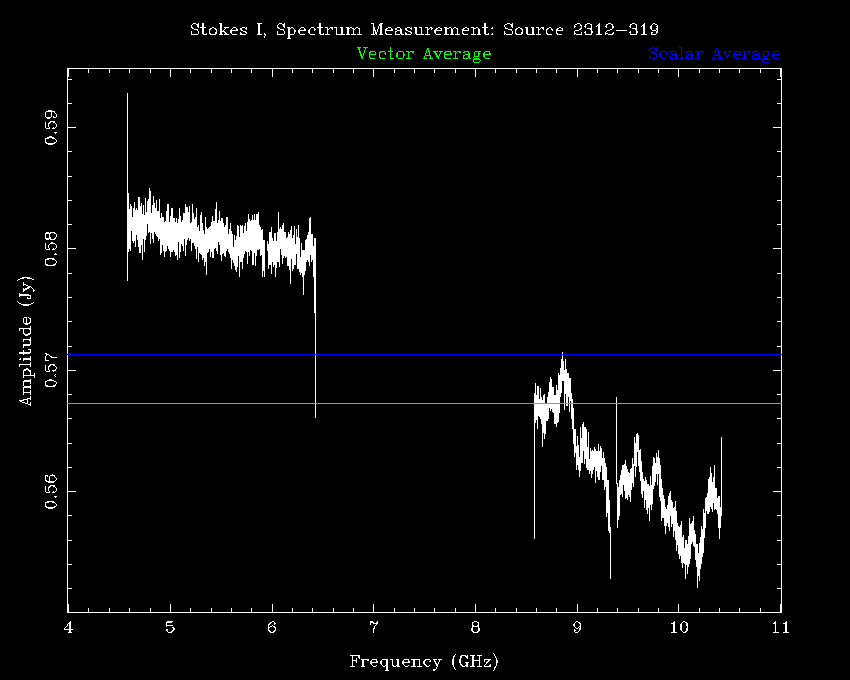 Stokes I, Spectrum Measurement: Source 2312-319
Vector Average
Scalar Average
0.59
0.58
0.57
0.56
Amplitude (Jy)
4 5 6 7 8 9 10 11
Frequency (GHz)